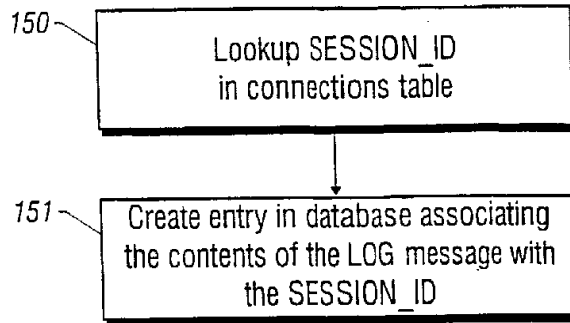 150
Lookup SESSION_ID
in connections table
151
Create entry in database associating
the contents of the LOG message with
the SESSION_ID